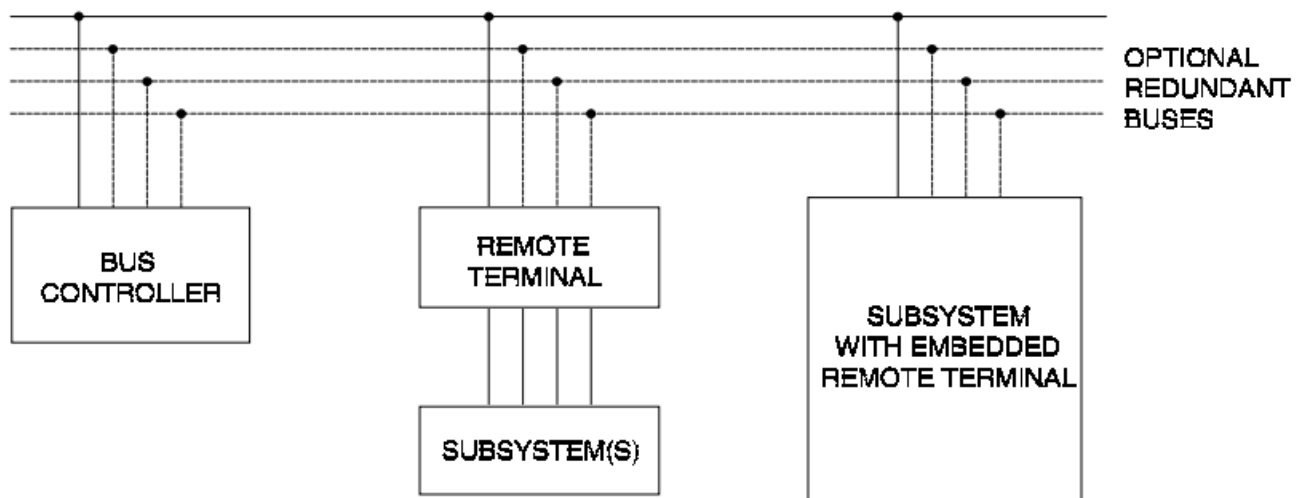 OPTIONAL
REDUNDANT
BUSES
BUS
CONTROLLER
REMOTE
TERMINAL
SUBSYSTEM(S)
SUBSYSTEM
WITH EMBEDDED
REMOTE TERMINAL